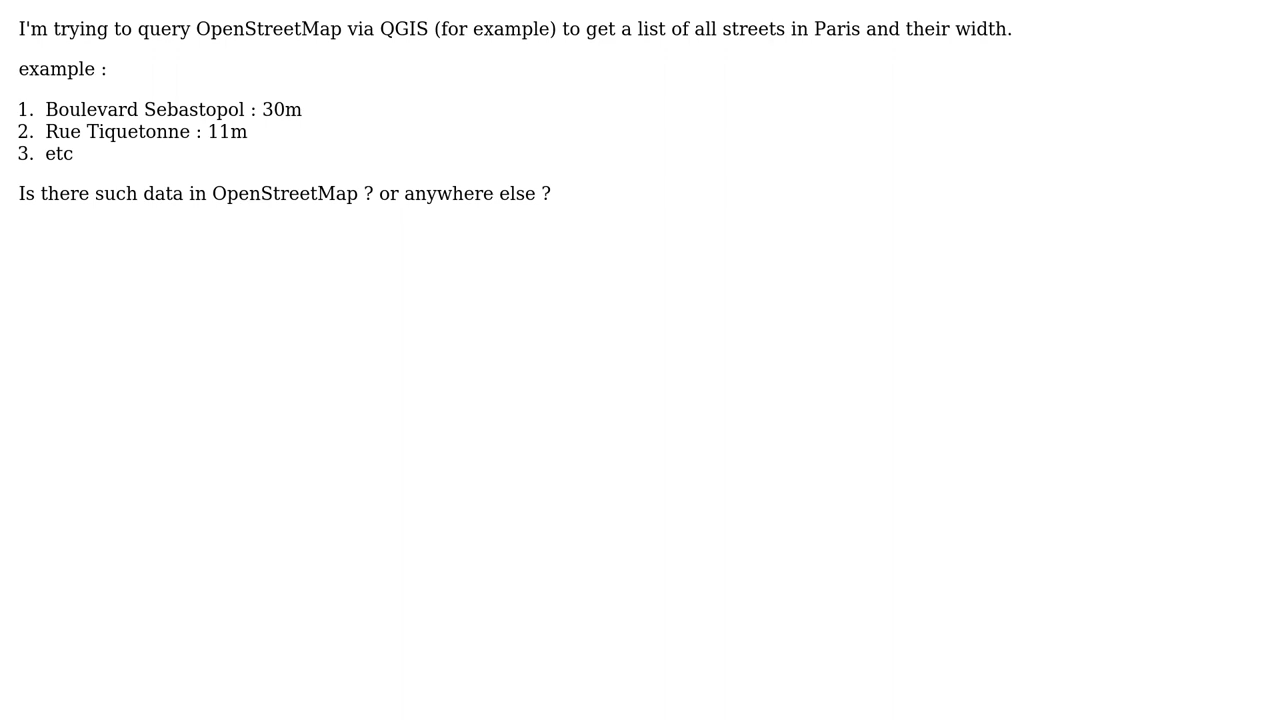 I'm trying to query OpenStreetMap via QGIS (for example) to get a list of all streets in Paris and their width.
example :
1. Boulevard Sebastopol : 30m
2. Rue Tiquetonne : 11m
3. etc
Is there such data in OpenStreetMap ? or anywhere else ?